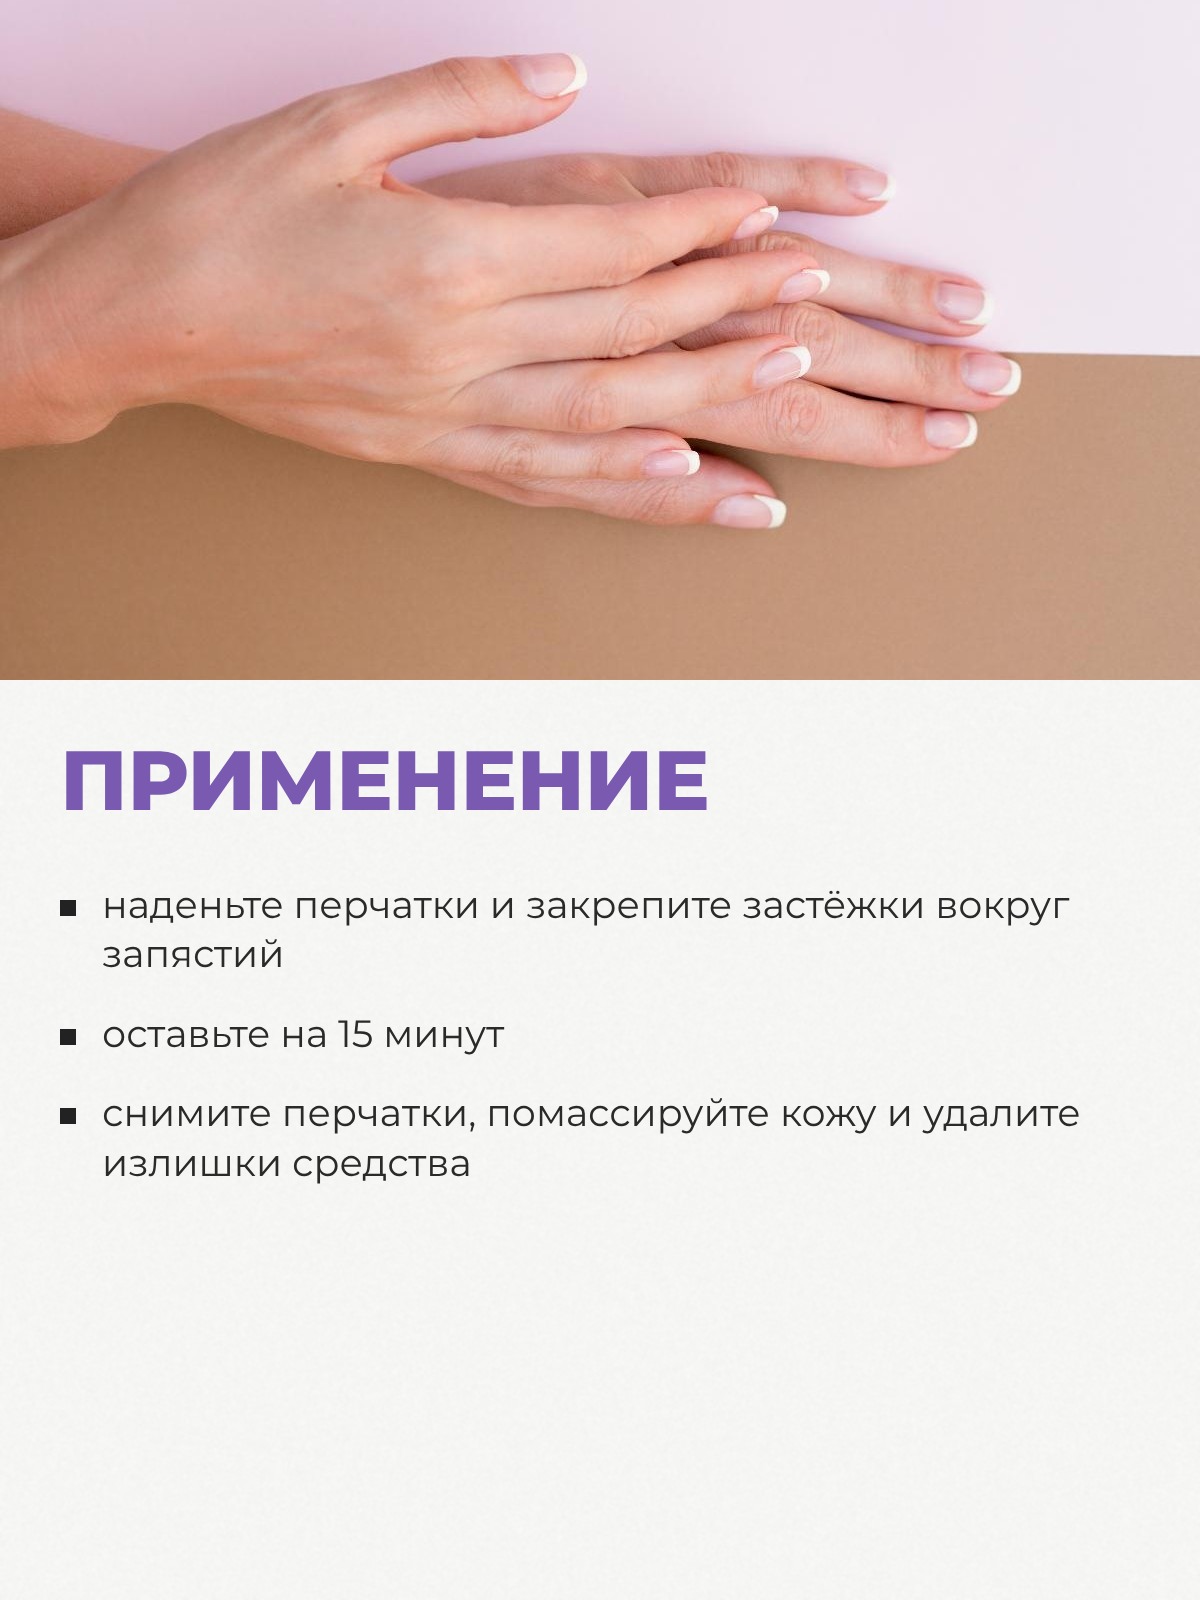 ПРИМЕНЕНИЕ
наденьте перчатки и закрепите застёжки вокруг
запястий
оставьте на 15 минут
снимите перчатки, помассируйте кожу и удалите
излишки средства